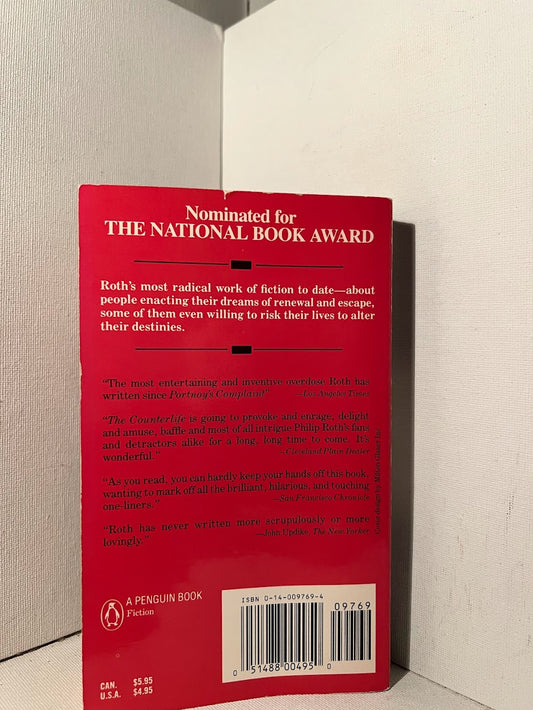 Nominated for
THE NATIONAL BOOK AWARD
Roth's most radical work of fiction to date—about
people enacting their dreams of renewal and escape,
some of them even willing to risk their lives to alter
their destinies.
"The most entertaining and inventive overdose Roth has
written since Portnoy's Complaint" —Los Angeles Times
"The Counterlife is going to provoke and enrage, delight
and amuse, baffle and most of all intrigue Philip Roth's fans
and detractors alike for a long, long time to come. It's
wonderful." —Cleveland Plain Dealer
"As you read, you can hardly keep your hands off this book,
wanting to mark off all the brilliant, hilarious, and touching
one-liners." —San Francisco Chronicle
"Roth has never written more scrupulously or more
lovingly." —John Updike, The New Yorker
Cover design by Milton Glaser Inc.
A PENGUIN BOOK
Fiction
ISBN 0-14-009769-4
09769
0 51488 00495 0
CAN. $5.95
U.S.A. $4.95